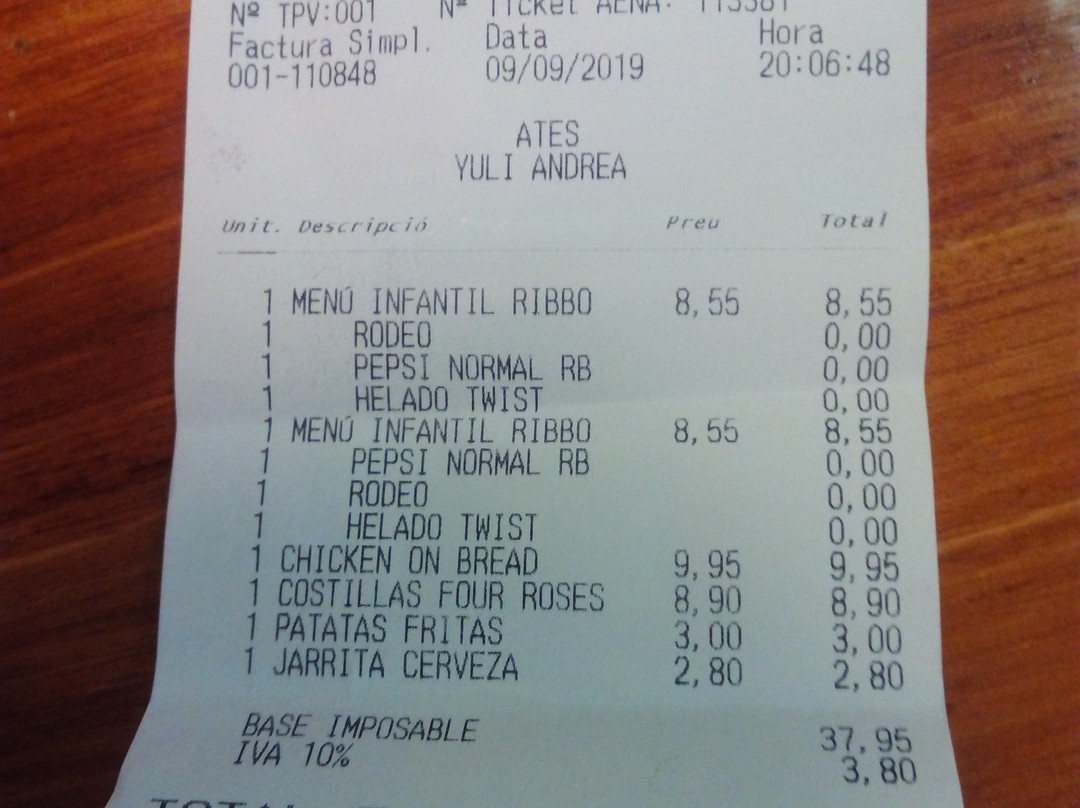 Nº TPV:001 Nº Ticket AENA: 113381
Factura Simpl. Data Hora
001-110848 09/09/2019 20:06:48
ATES
YULI ANDREA
Unit. Descripció Preu Total
1 MENÚ INFANTIL RIBBO 8,55 8,55
1 RODEO 0,00
1 PEPSI NORMAL RB 0,00
1 HELADO TWIST 0,00
1 MENÚ INFANTIL RIBBO 8,55 8,55
1 PEPSI NORMAL RB 0,00
1 RODEO 0,00
1 HELADO TWIST 0,00
1 CHICKEN ON BREAD 9,95 9,95
1 COSTILLAS FOUR ROSES 8,90 8,90
1 PATATAS FRITAS 3,00 3,00
1 JARRITA CERVEZA 2,80 2,80
BASE IMPOSABLE 37,95
IVA 10% 3,80